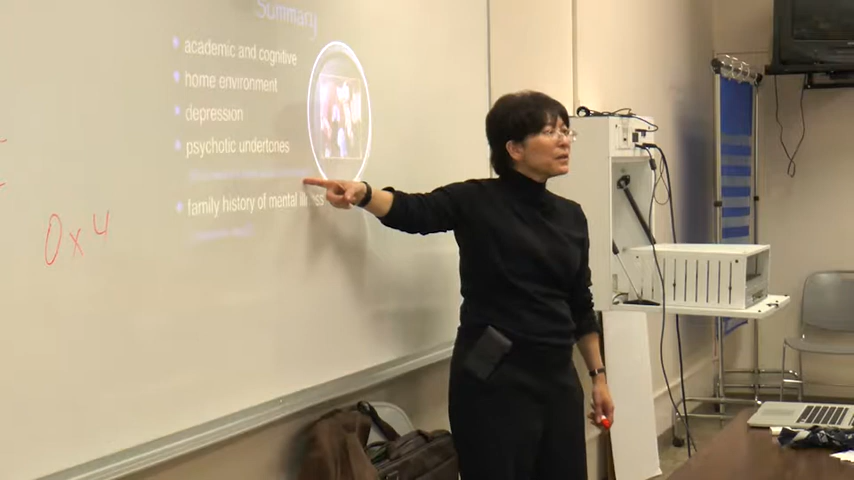 Summary
academic and cognitive
home environment
depression
psychotic undertones
family history of mental illness
0x4